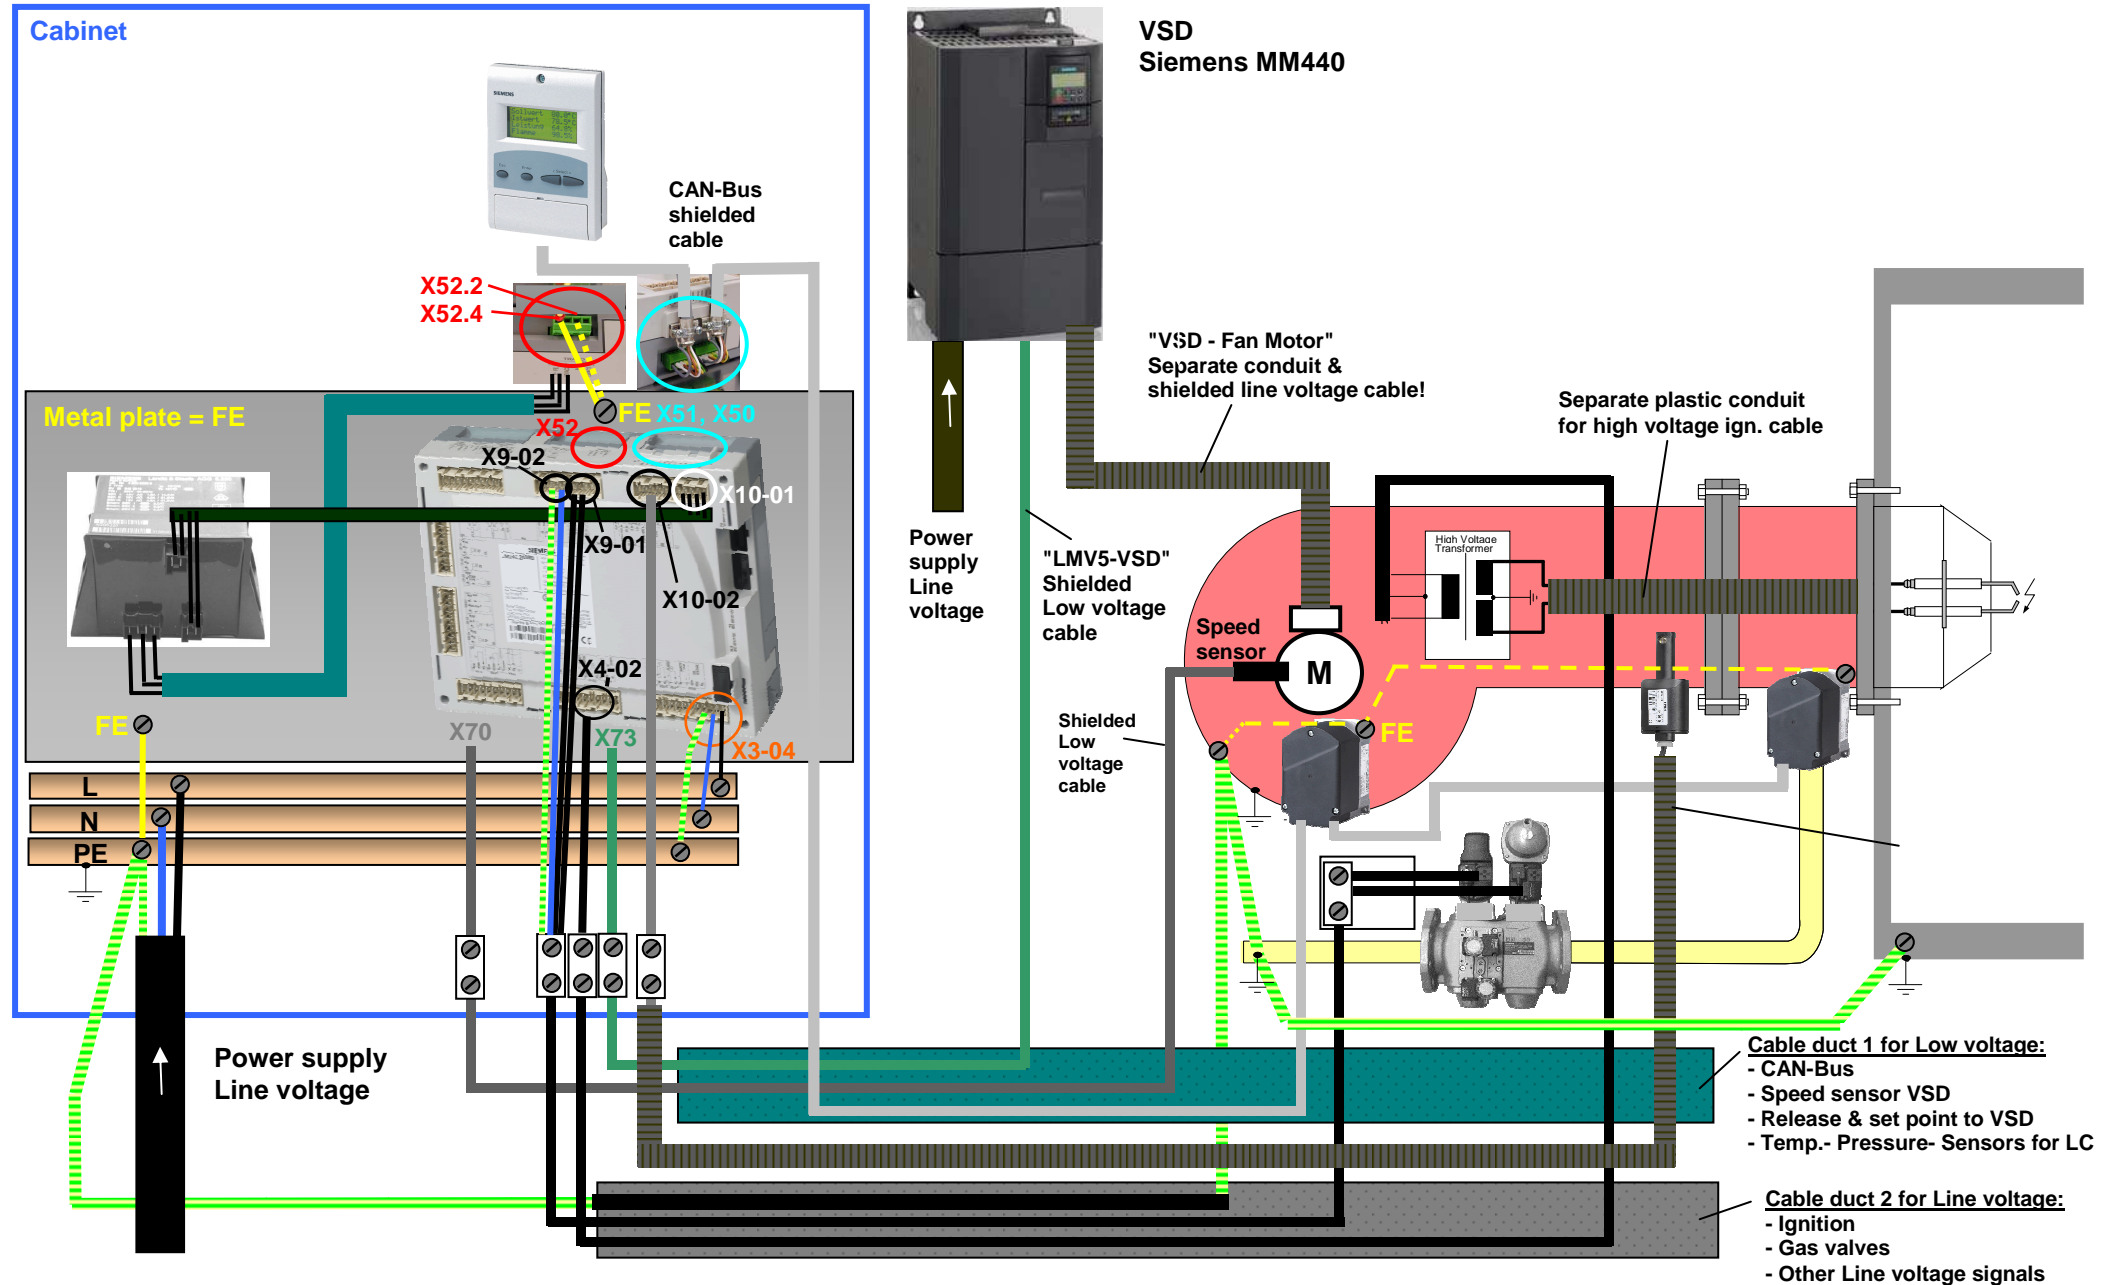 Cabinet
VSD
Siemens MM440
SIEMENS
CAN-Bus
shielded
cable
X52.2
X52.4
"VSD - Fan Motor"
Separate conduit &
shielded line voltage cable!
Separate plastic conduit
for high voltage ign. cable
Metal plate = FE
FE
X51, X50
X52
X9-02
X10-01
X9-01
X10-02
Power
supply
Line
voltage
"LMV5-VSD"
Shielded
Low voltage
cable
High Voltage
Transformer
Speed
sensor
M
X4-02
FE
X70
X73
X3-04
Shielded
Low
voltage
cable
FE
L
N
PE
Power supply
Line voltage
Cable duct 1 for Low voltage:
- CAN-Bus
- Speed sensor VSD
- Release & set point to VSD
- Temp.- Pressure- Sensors for LC
Cable duct 2 for Line voltage:
- Ignition
- Gas valves
- Other Line voltage signals